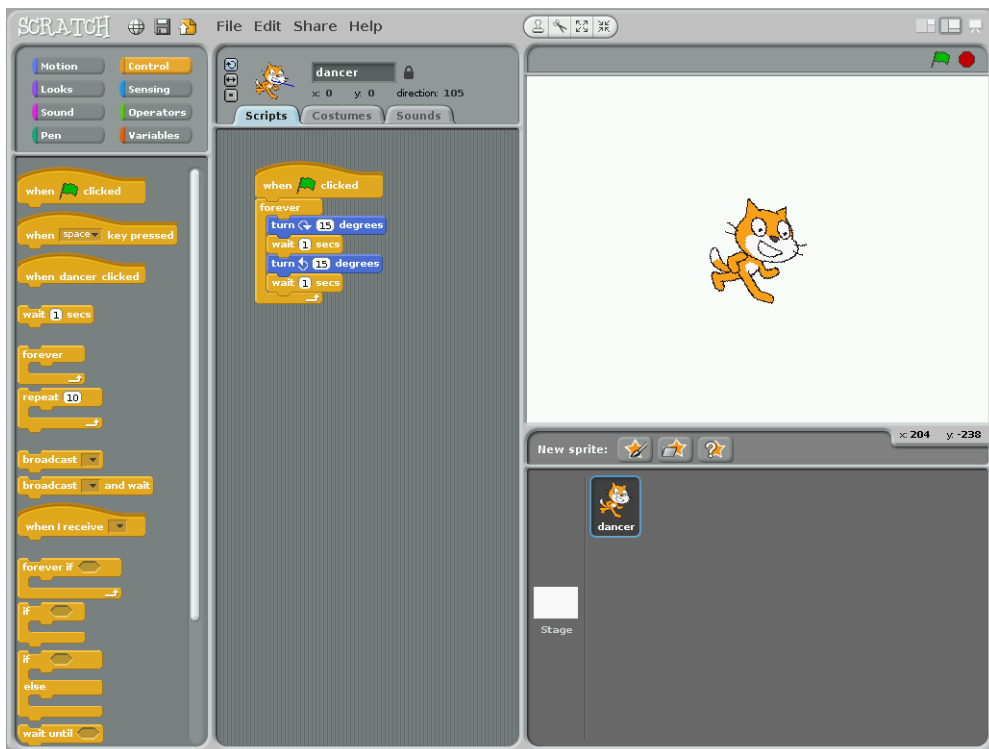 SCRATCH
File Edit Share Help
Motion Control
Looks Sensing
Sound Operators
Pen Variables
dancer
x: 0 y: 0 direction: 105
Scripts Costumes Sounds
when clicked
when space key pressed
when dancer clicked
wait 1 secs
forever
repeat 10
broadcast
broadcast and wait
when I receive
forever if
if
if
else
wait until
when clicked
forever
turn 15 degrees
wait 1 secs
turn 15 degrees
wait 1 secs
x: 204 y: -238
New sprite:
dancer
Stage